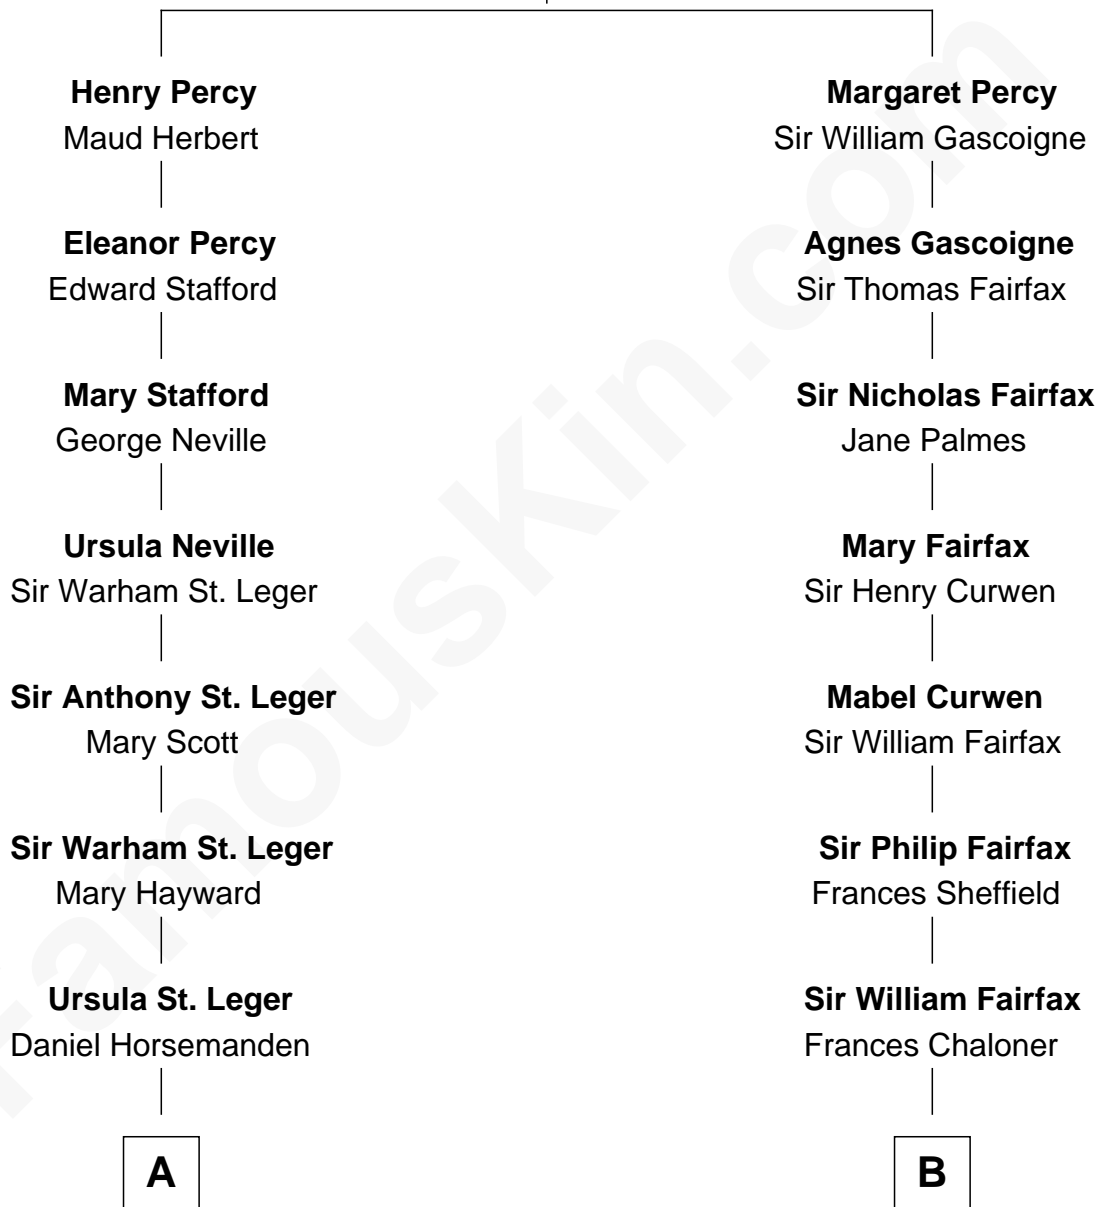 Henry Percy
Maud Herbert
Eleanor Percy
Edward Stafford
Mary Stafford
George Neville
Ursula Neville
Sir Warham St. Leger
Sir Anthony St. Leger
Mary Scott
Sir Warham St. Leger
Mary Hayward
Ursula St. Leger
Daniel Horsemanden
A
Margaret Percy
Sir William Gascoigne
Agnes Gascoigne
Sir Thomas Fairfax
Sir Nicholas Fairfax
Jane Palmes
Mary Fairfax
Sir Henry Curwen
Mabel Curwen
Sir William Fairfax
Sir Philip Fairfax
Frances Sheffield
Sir William Fairfax
Frances Chaloner
B
FamousKin.com